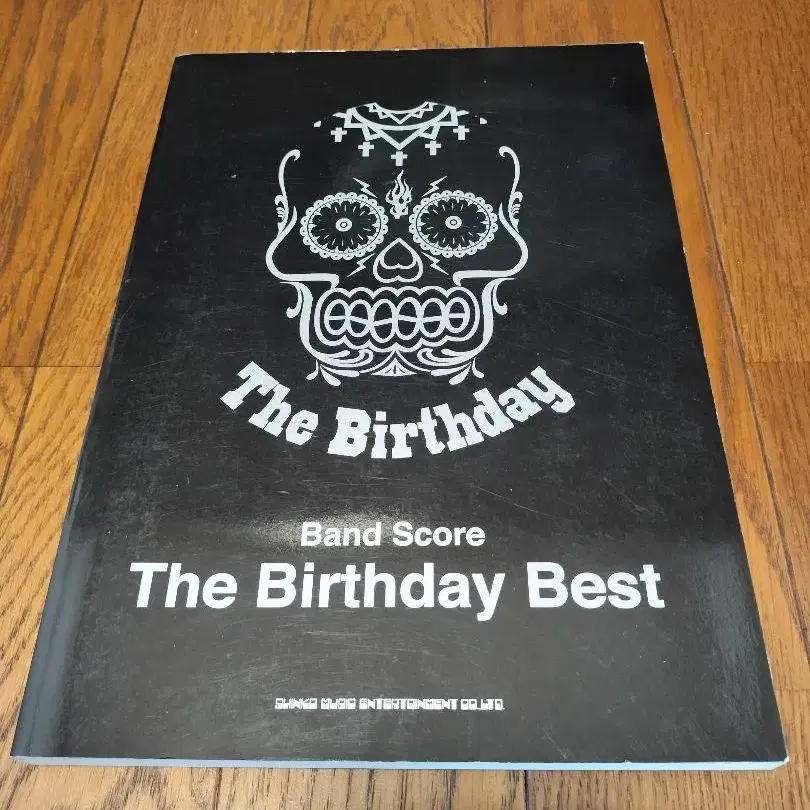 The Birthday
Band Score
The Birthday Best
SHINKO MUSIC ENTERTAINMENT CO.,LTD.